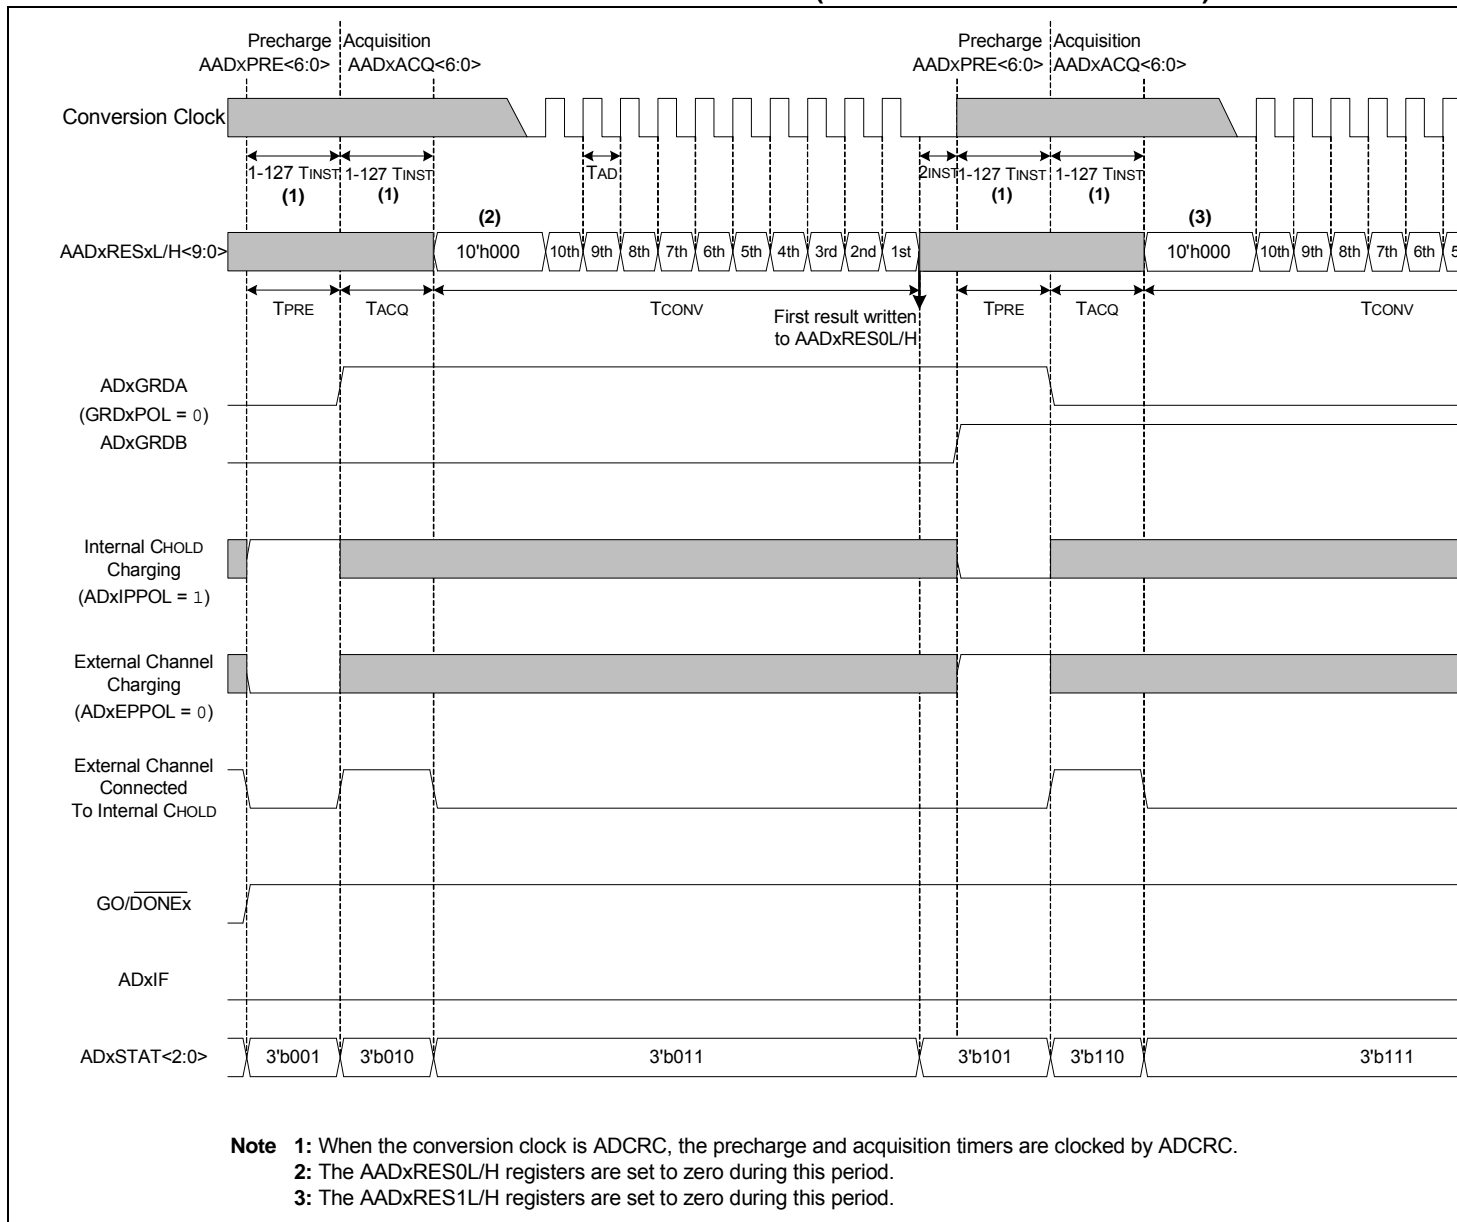 Precharge Acquisition Precharge Acquisition
AADxPRE<6:0> AADxACQ<6:0> AADxPRE<6:0> AADxACQ<6:0>
Conversion Clock
1-127 TINST 1-127 TINST TAD 2INST 1-127 TINST 1-127 TINST
(1) (1) (1) (1)
(2) (3)
AADxRESxL/H<9:0> 10'h000 10th 9th 8th 7th 6th 5th 4th 3rd 2nd 1st 10'h000 10th 9th 8th 7th 6th 5
TPRE TACQ TCONV TPRE TACQ TCONV
First result written
to AADxRES0L/H
ADxGRDA
(GRDxPOL = 0)
ADxGRDB
Internal CHOLD
Charging
(ADxIPPOL = 1)
External Channel
Charging
(ADxEPPOL = 0)
External Channel
Connected
To Internal CHOLD
GO/DONEx
ADxIF
ADxSTAT<2:0> 3'b001 3'b010 3'b011 3'b101 3'b110 3'b111
Note 1: When the conversion clock is ADCRC, the precharge and acquisition timers are clocked by ADCRC.
2: The AADxRES0L/H registers are set to zero during this period.
3: The AADxRES1L/H registers are set to zero during this period.